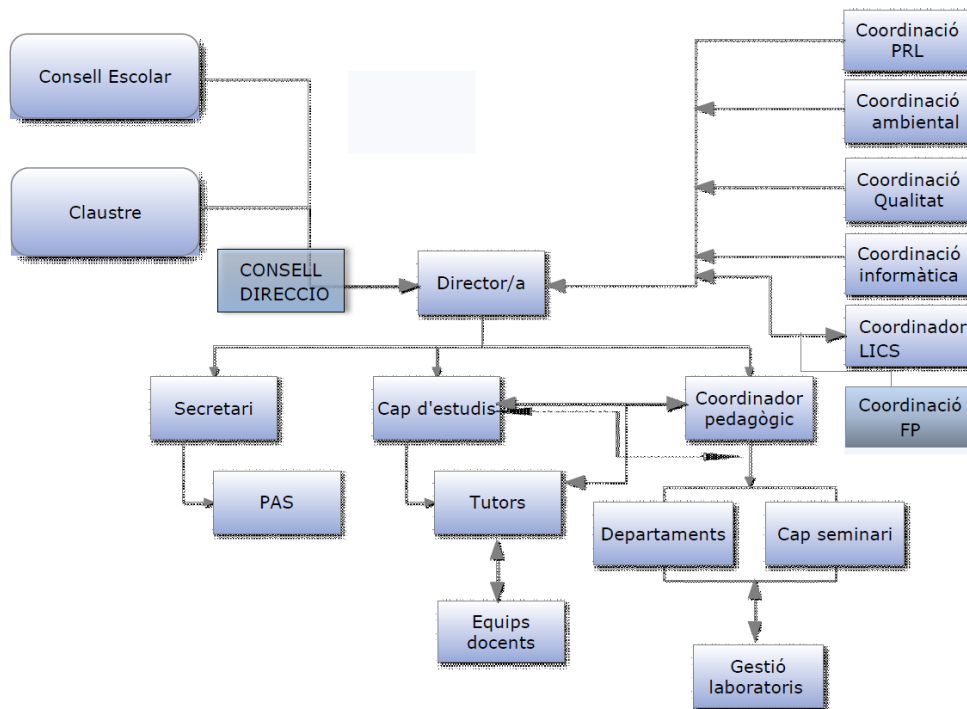 Consell Escolar
Claustre
CONSELL
DIRECCIO
Director/a
Coordinació
PRL
Coordinació
ambiental
Coordinació
Qualitat
Coordinació
informàtica
Coordinador
LICS
Coordinació
FP
Secretari
Cap d'estudis
Coordinador
pedagògic
PAS
Tutors
Departaments
Cap seminari
Equips
docents
Gestió
laboratoris